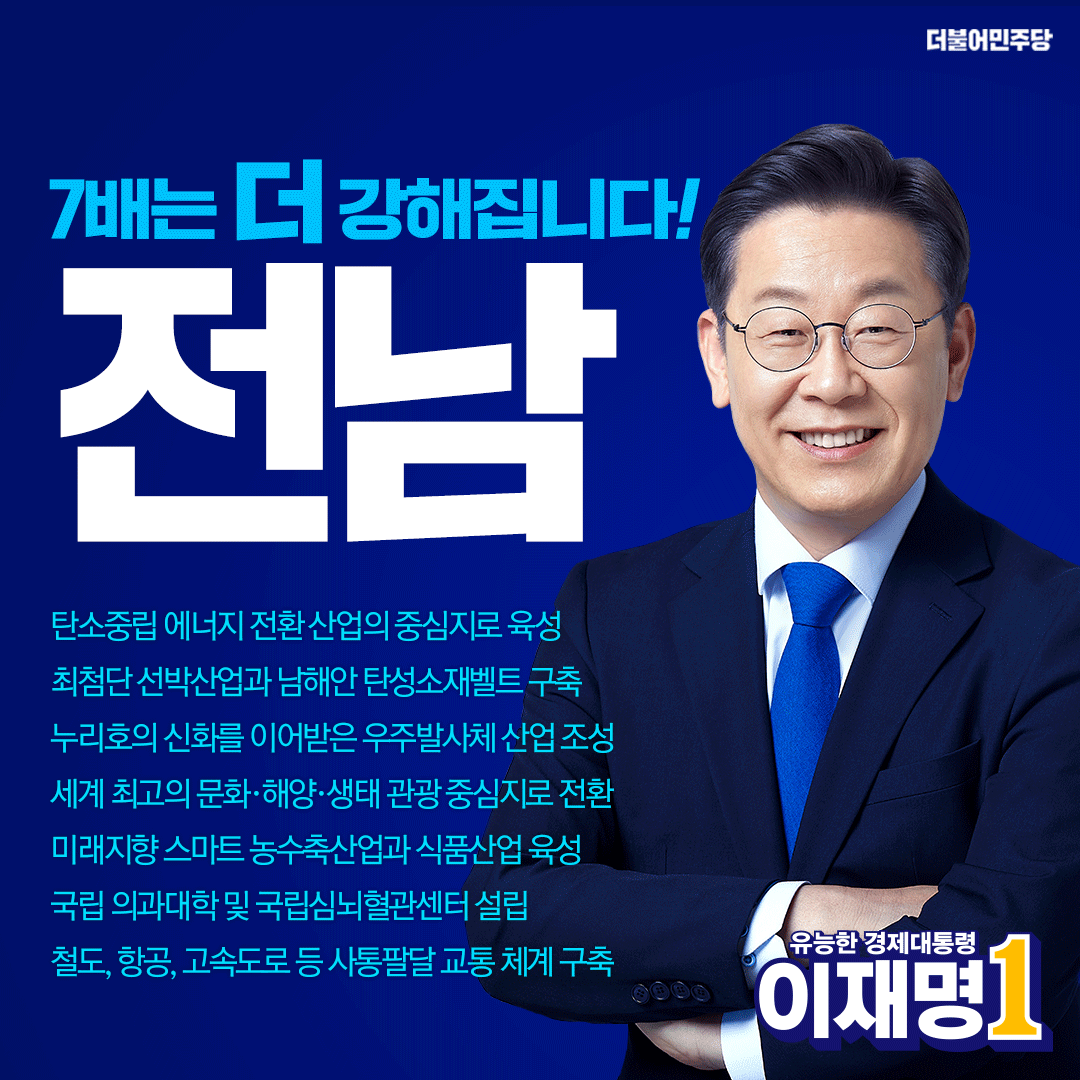 더불어민주당
7배는 더 강해집니다!
전남
탄소중립 에너지 전환 산업의 중심지로 육성
최첨단 선박산업과 남해안 탄성소재벨트 구축
누리호의 신화를 이어받은 우주발사체 산업 조성
세계 최고의 문화·해양·생태 관광 중심지로 전환
미래지향 스마트 농수축산업과 식품산업 육성
국립 의과대학 및 국립심뇌혈관센터 설립
철도, 항공, 고속도로 등 사통팔달 교통 체계 구축
유능한 경제대통령
이재명1